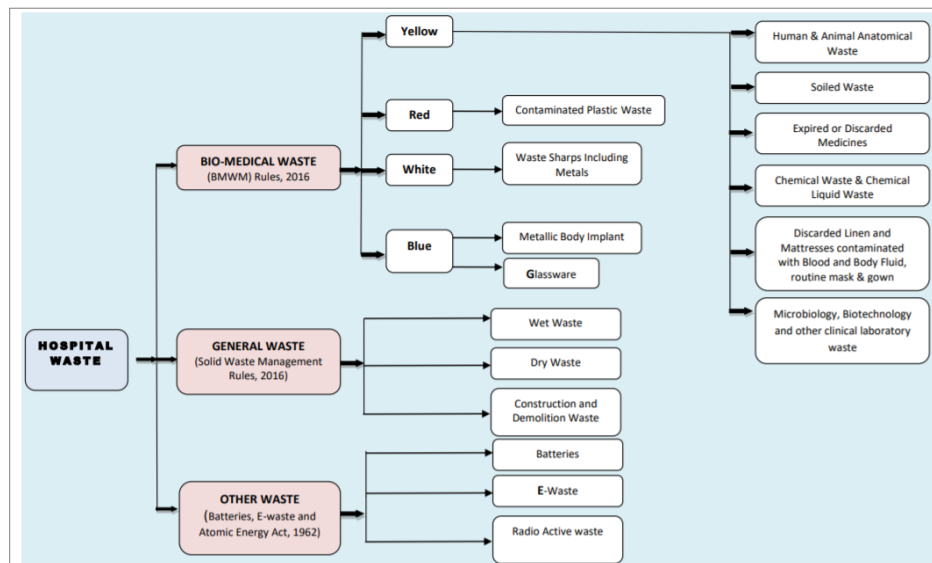 HOSPITAL
WASTE
BIO-MEDICAL WASTE
(BMWM) Rules, 2016
Yellow
Human & Animal Anatomical
Waste
Soiled Waste
Expired or Discarded
Medicines
Chemical Waste & Chemical
Liquid Waste
Discarded Linen and
Mattresses contaminated
with Blood and Body Fluid,
routine mask & gown
Microbiology, Biotechnology
and other clinical laboratory
waste
Red
Contaminated Plastic Waste
White
Waste Sharps Including
Metals
Blue
Metallic Body Implant
Glassware
GENERAL WASTE
(Solid Waste Management
Rules, 2016)
Wet Waste
Dry Waste
Construction and
Demolition Waste
OTHER WASTE
(Batteries, E-waste and
Atomic Energy Act, 1962)
Batteries
E-Waste
Radio Active waste